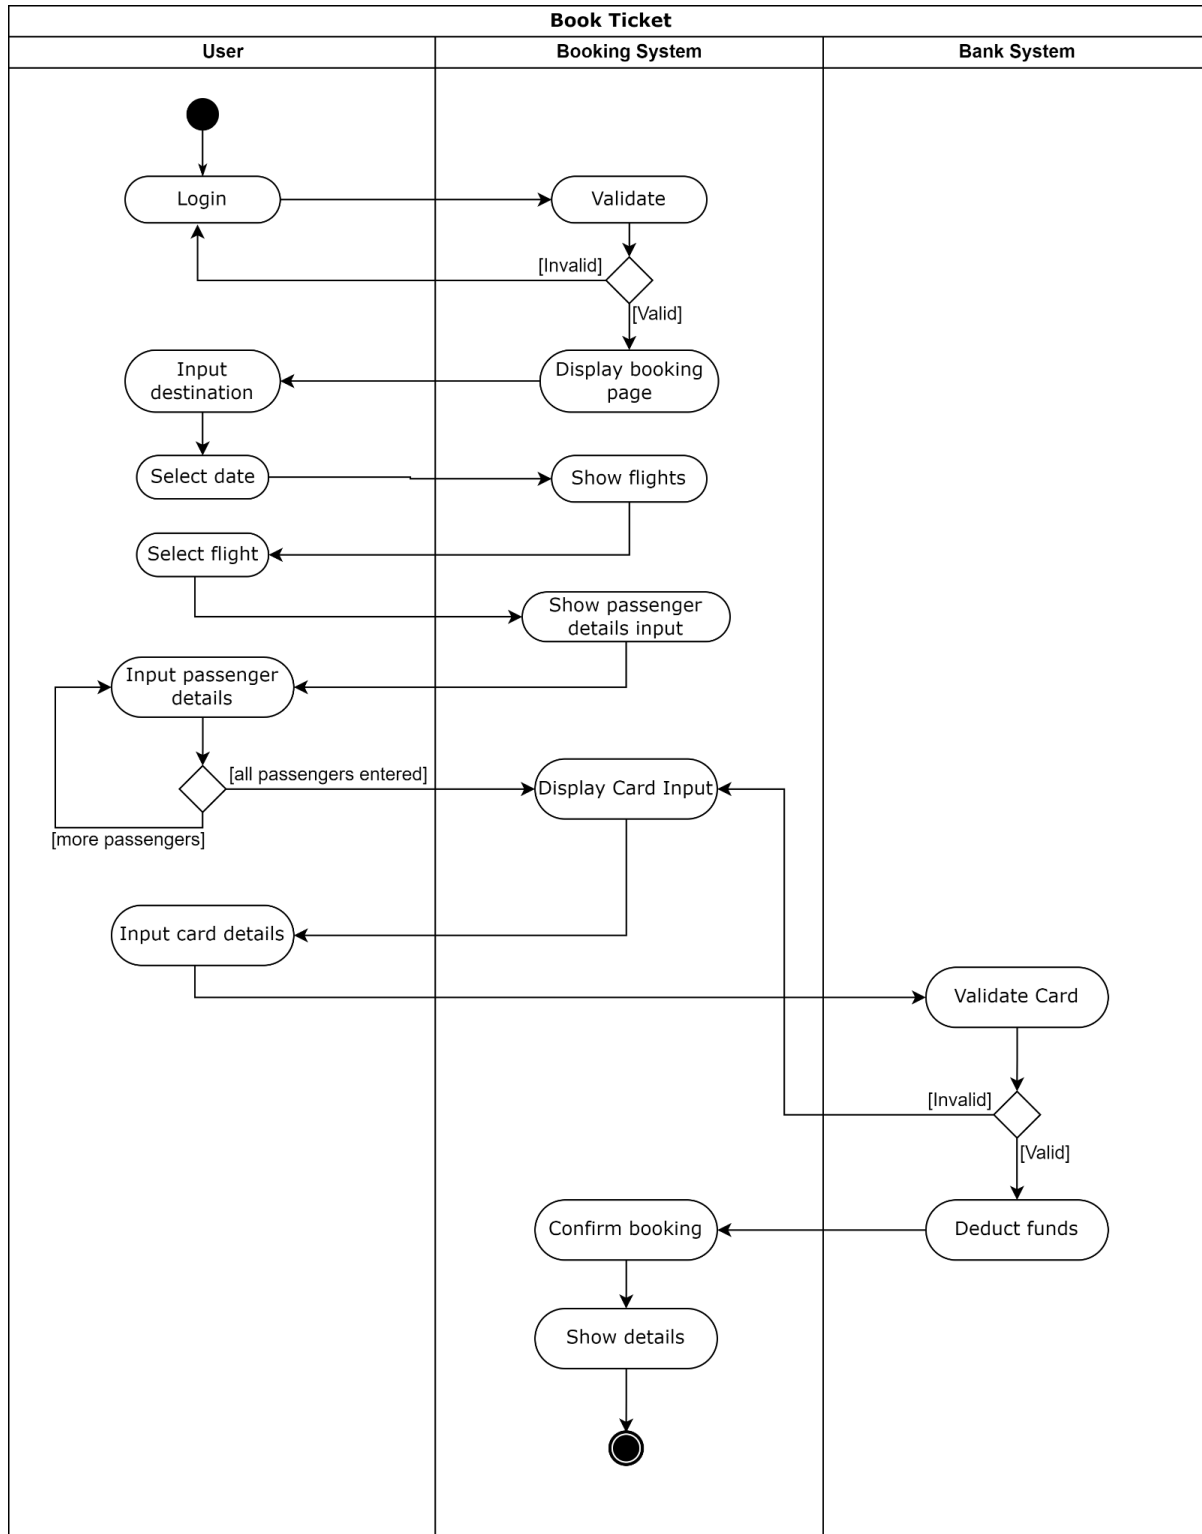 Book Ticket
User
Booking System
Bank System
Login
Validate
[Invalid]
[Valid]
Input
destination
Display booking
page
Select date
Show flights
Select flight
Show passenger
details input
Input passenger
details
[all passengers entered]
Display Card Input
[more passengers]
Input card details
Validate Card
[Invalid]
[Valid]
Confirm booking
Deduct funds
Show details